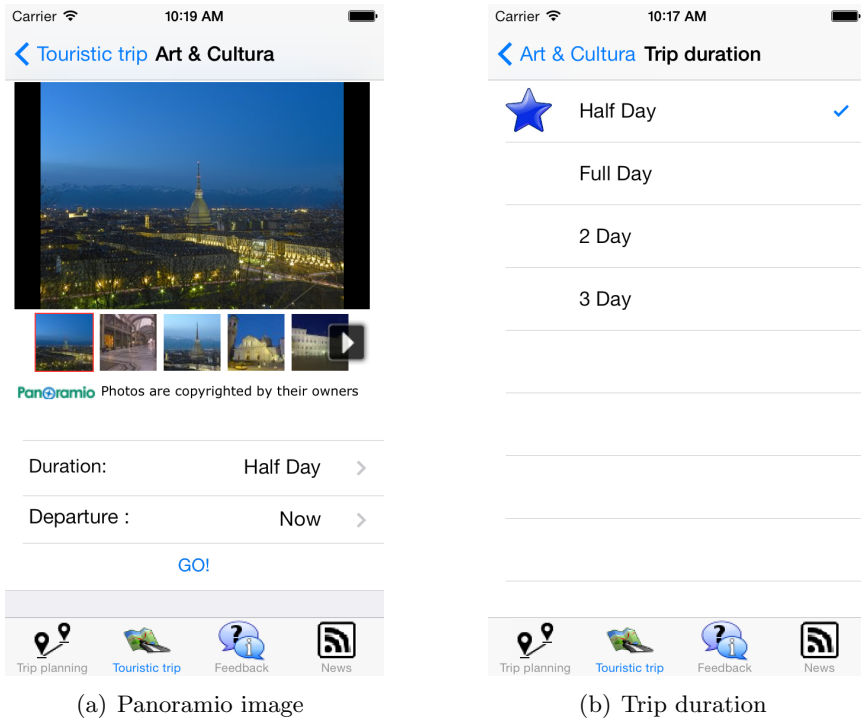 Carrier 10:19 AM
Touristic trip Art & Cultura
Panoramio Photos are copyrighted by their owners
Duration: Half Day
Departure : Now
GO!
Trip planning Touristic trip Feedback News
(a) Panoramio image
Carrier 10:17 AM
Art & Cultura Trip duration
Half Day
Full Day
2 Day
3 Day
Trip planning Touristic trip Feedback News
(b) Trip duration